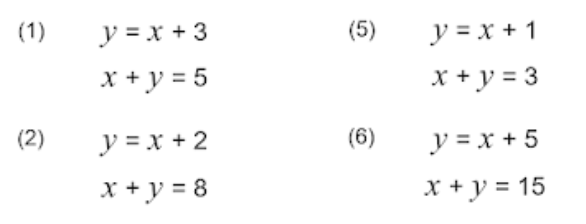 (1) y = x + 3
x + y = 5
(5) y = x + 1
x + y = 3
(2) y = x + 2
x + y = 8
(6) y = x + 5
x + y = 15